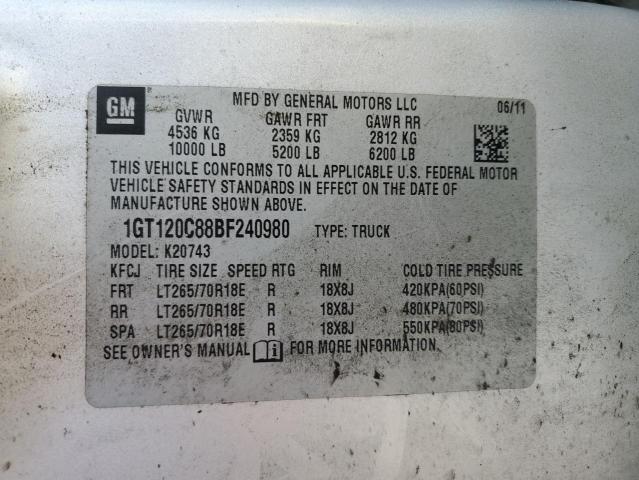 GM
MFD BY GENERAL MOTORS LLC 06/11
GVWR GAWR FRT GAWR RR
4536 KG 2359 KG 2812 KG
10000 LB 5200 LB 6200 LB
THIS VEHICLE CONFORMS TO ALL APPLICABLE U.S. FEDERAL MOTOR
VEHICLE SAFETY STANDARDS IN EFFECT ON THE DATE OF
MANUFACTURE SHOWN ABOVE.
1GT120C88BF240980 TYPE: TRUCK
MODEL: K20743
KFCJ TIRE SIZE SPEED RTG RIM COLD TIRE PRESSURE
FRT LT265/70R18E R 18X8J 420KPA(60PSI)
RR LT265/70R18E R 18X8J 480KPA(70PSI)
SPA LT265/70R18E R 18X8J 550KPA(80PSI)
SEE OWNER'S MANUAL FOR MORE INFORMATION.